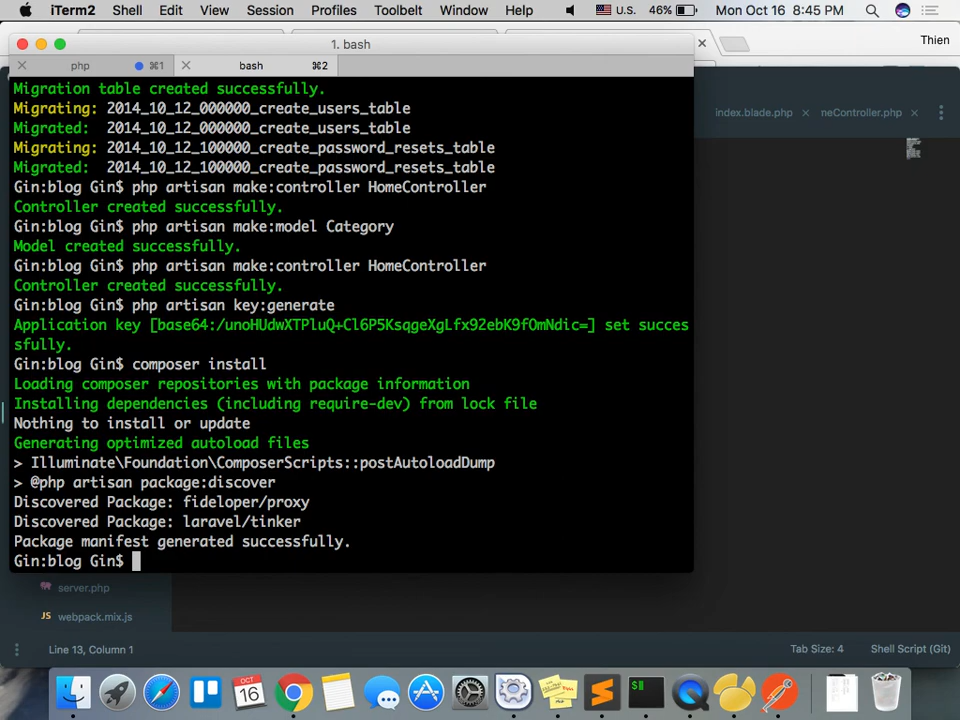 iTerm2 Shell Edit View Session Profiles Toolbelt Window Help U.S. 46% Mon Oct 16 8:45 PM
1. bash
Thien
php ⌘1 bash ⌘2
index.blade.php neController.php
Migration table created successfully.
Migrating: 2014_10_12_000000_create_users_table
Migrated: 2014_10_12_000000_create_users_table
Migrating: 2014_10_12_100000_create_password_resets_table
Migrated: 2014_10_12_100000_create_password_resets_table
Gin:blog Gin$ php artisan make:controller HomeController
Controller created successfully.
Gin:blog Gin$ php artisan make:model Category
Model created successfully.
Gin:blog Gin$ php artisan make:controller HomeController
Controller created successfully.
Gin:blog Gin$ php artisan key:generate
Application key [base64:/unoHUdwXTPluQ+Cl6P5KsqgeXgLfx92ebK9fOmNdic=] set succes
sfully.
Gin:blog Gin$ composer install
Loading composer repositories with package information
Installing dependencies (including require-dev) from lock file
Nothing to install or update
Generating optimized autoload files
> Illuminate\Foundation\ComposerScripts::postAutoloadDump
> @php artisan package:discover
Discovered Package: fideloper/proxy
Discovered Package: laravel/tinker
Package manifest generated successfully.
Gin:blog Gin$
server.php
JS webpack.mix.js
Line 13, Column 1 Tab Size: 4 Shell Script (Git)
OCT
16
$